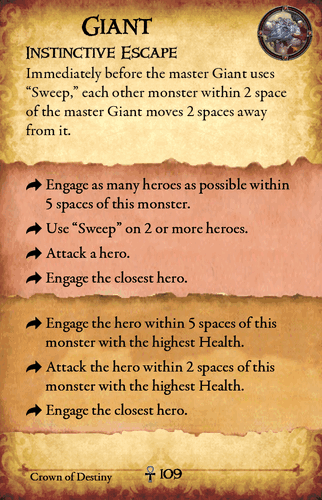 GIANT
INSTINCTIVE ESCAPE
Immediately before the master Giant uses
“Sweep,” each other monster within 2 space
of the master Giant moves 2 spaces away
from it.
Engage as many heroes as possible within
5 spaces of this monster.
Use “Sweep” on 2 or more heroes.
Attack a hero.
Engage the closest hero.
Engage the hero within 5 spaces of this
monster with the highest Health.
Attack the hero within 2 spaces of this
monster with the highest Health.
Engage the closest hero.
Crown of Destiny 109